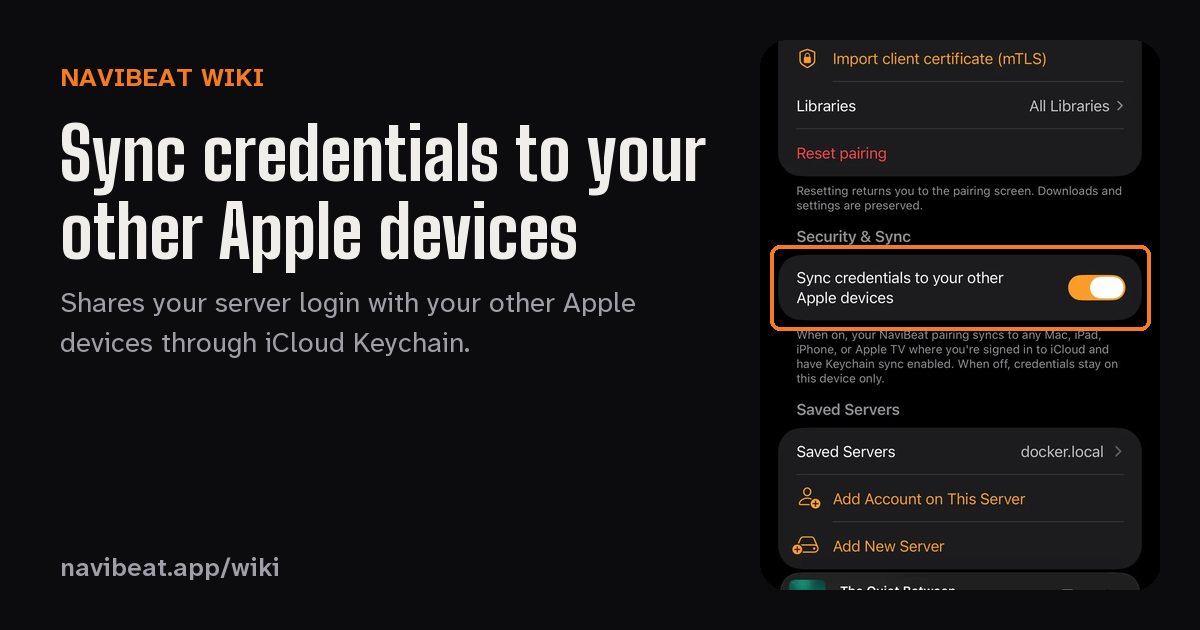 NAVIBEAT WIKI
Sync credentials to your
other Apple devices
Shares your server login with your other Apple
devices through iCloud Keychain.
navibeat.app/wiki
Import client certificate (mTLS)
Libraries All Libraries
Reset pairing
Resetting returns you to the pairing screen. Downloads and
settings are preserved.
Security & Sync
Sync credentials to your other
Apple devices
When on, your NaviBeat pairing syncs to any Mac, iPad,
iPhone, or Apple TV where you're signed in to iCloud and
have Keychain sync enabled. When off, credentials stay on
this device only.
Saved Servers
Saved Servers docker.local
Add Account on This Server
Add New Server
The Quiet Between